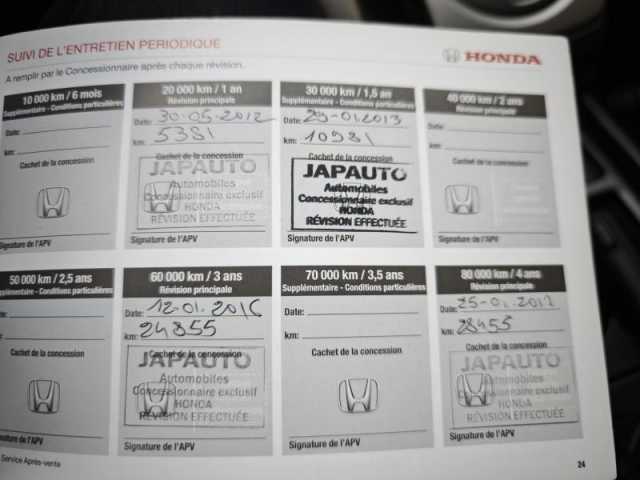 SUIVI DE L'ENTRETIEN PERIODIQUE
HONDA
A remplir par le Concessionnaire après chaque révision.
10 000 km / 6 mois
Supplémentaire - Conditions particulières
Date:
km:
Cachet de la concession
Signature de l'APV
20 000 km / 1 an
Révision principale
Date: 30-05-2012
km: 5381
Cachet de la concession
JAPAUTO
Automobiles
Concessionnaire exclusif
HONDA
RÉVISION EFFECTUÉE
Signature de l'APV
30 000 km / 1,5 an
Supplémentaire - Conditions particulières
Date: 29-01-2013
km: 10981
Cachet de la concession
JAPAUTO
Automobiles
Concessionnaire exclusif
HONDA
RÉVISION EFFECTUÉE
Signature de l'APV
40 000 km / 2 ans
Révision principale
Date:
km:
Cachet de la concession
Signature de l'APV
50 000 km / 2,5 ans
Supplémentaire - Conditions particulières
km:
Cachet de la concession
Signature de l'APV
60 000 km / 3 ans
Révision principale
Date: 12-01-2016
km: 24855
Cachet de la concession
JAPAUTO
Automobiles
Concessionnaire exclusif
HONDA
RÉVISION EFFECTUÉE
Signature de l'APV
70 000 km / 3,5 ans
Supplémentaire - Conditions particulières
Date:
km:
Cachet de la concession
Signature de l'APV
80 000 km / 4 ans
Révision principale
Date: 25-01-2017
km: 28455
Cachet de la concession
JAPAUTO
Automobiles
Concessionnaire exclusif
HONDA
RÉVISION EFFECTUÉE
Signature de l'APV
Service Après-vente
24